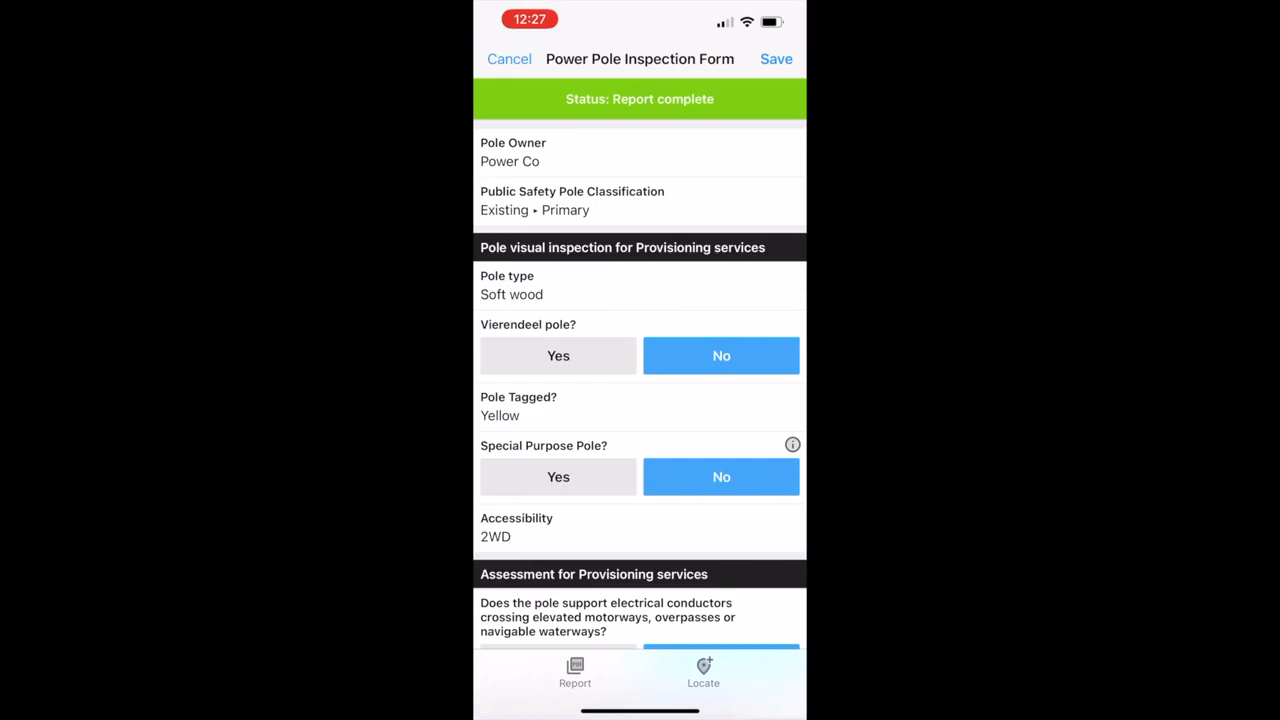 12:27
Cancel Power Pole Inspection Form Save
Status: Report complete
Pole Owner
Power Co
Public Safety Pole Classification
Existing ‣ Primary
Pole visual inspection for Provisioning services
Pole type
Soft wood
Vierendeel pole?
Yes No
Pole Tagged?
Yellow
Special Purpose Pole?
Yes No
Accessibility
2WD
Assessment for Provisioning services
Does the pole support electrical conductors
crossing elevated motorways, overpasses or
navigable waterways?
PDF
Report Locate